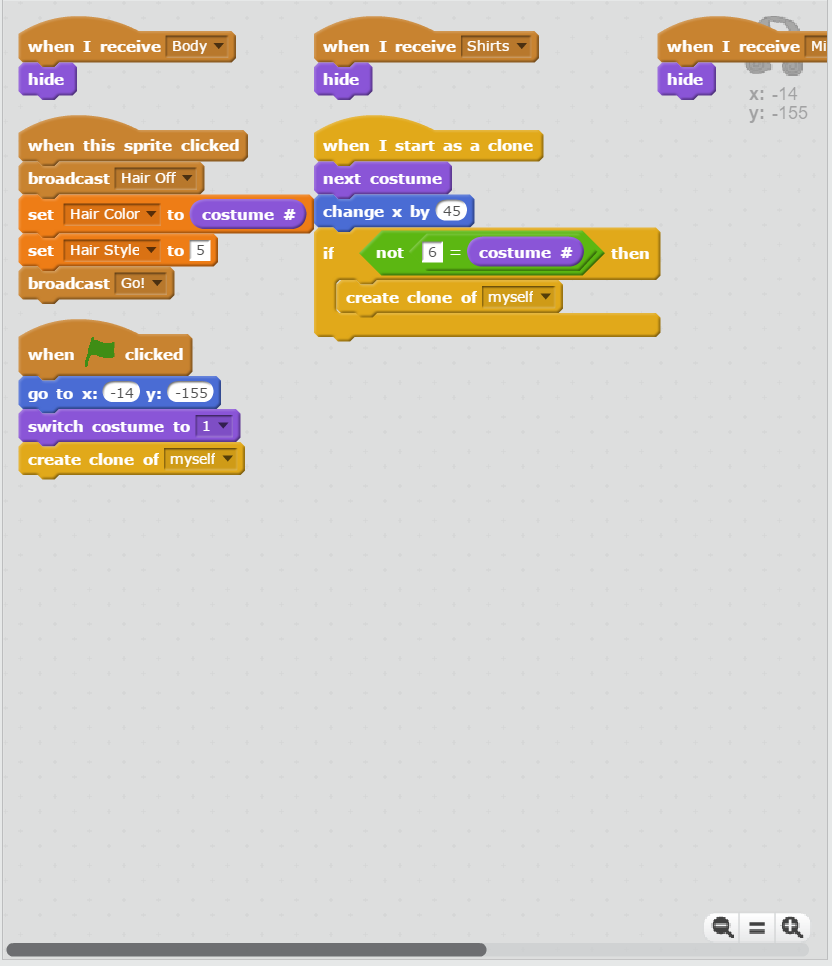 when I receive Body
hide
when I receive Shirts
hide
when I receive Mi
hide
x: -14
y: -155
when this sprite clicked
broadcast Hair Off
set Hair Color to costume #
set Hair Style to 5
broadcast Go!
when I start as a clone
next costume
change x by 45
if not 6 = costume # then
create clone of myself
when clicked
go to x: -14 y: -155
switch costume to 1
create clone of myself